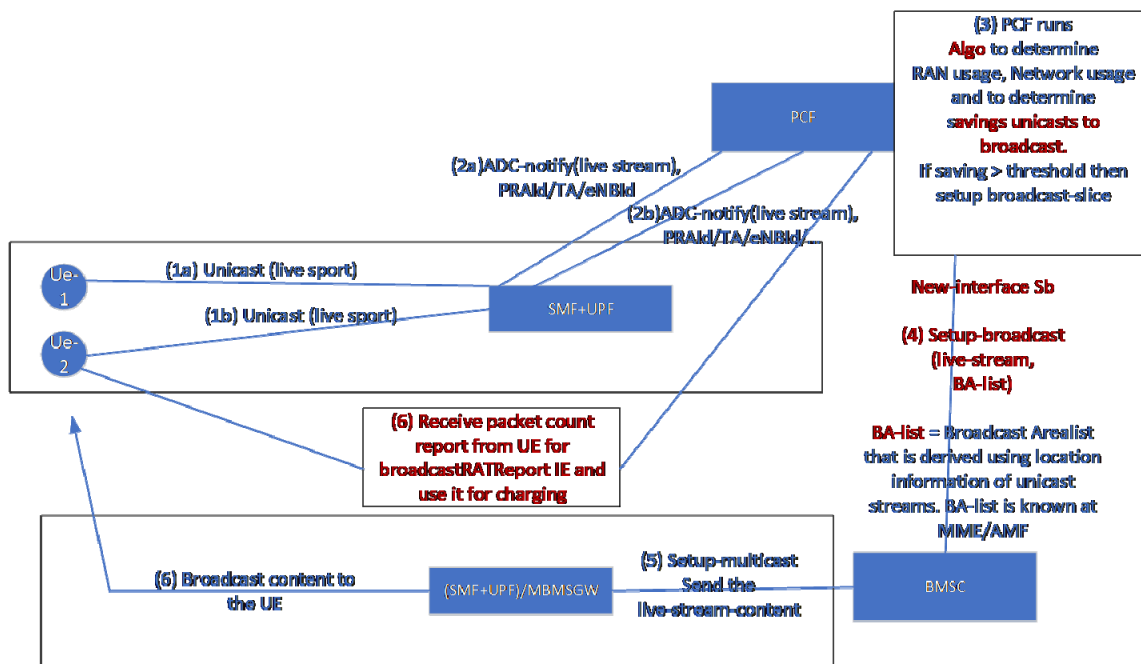 (3) PCF runs
Algo to determine
RAN usage, Network usage
and to determine
savings unicasts to
broadcast.
If saving > threshold then
setup broadcast-slice
PCF
(2a)ADC-notify(live stream),
PRAId/TA/eNBId
(2b)ADC-notify(live stream),
PRAId/TA/eNBId/...
Ue-
1
(1a) Unicast (live sport)
SMF+UPF
(1b) Unicast (live sport)
Ue-
2
New-interface Sb
(4) Setup-broadcast
(live-stream,
BA-list)
(6) Receive packet count
report from UE for
broadcastRATReport IE and
use it for charging
BA-list = Broadcast Arealist
that is derived using location
information of unicast
streams. BA-list is known at
MME/AMF
(6) Broadcast content to
the UE
(SMF+UPF)/MBMSGW
(5) Setup-multicast
Send the
live-stream-content
BMSC